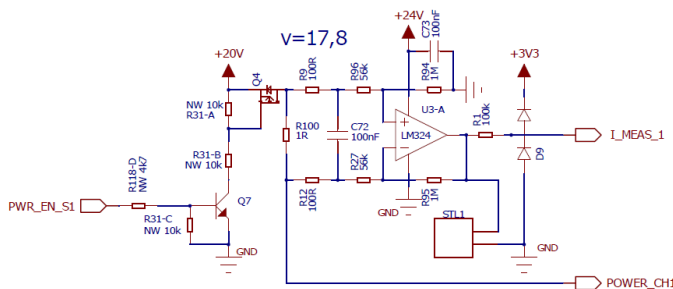 +24V
C73
100nF
+20V
v=17,8
+3V3
Q4
R9
100R
R96
56k
R94
1M
NW 10k
R31-A
U3-A
R100
1R
C72
100nF
LM324
R1
100k
I_MEAS_1
R118-D
NW 4k7
R31-B
NW 10k
R12
100R
R27
56k
R95
1M
D9
PWR_EN_S1
R31-C
NW 10k
Q7
GND
STL1
GND
GND
POWER_CH1